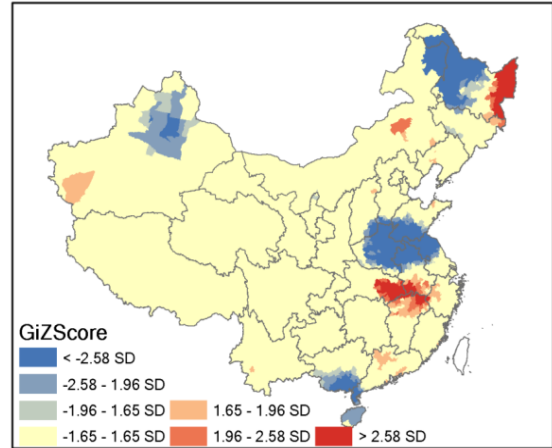 GiZScore
< -2.58 SD
-2.58 - 1.96 SD
-1.96 - 1.65 SD
-1.65 - 1.65 SD
1.65 - 1.96 SD
1.96 - 2.58 SD
> 2.58 SD